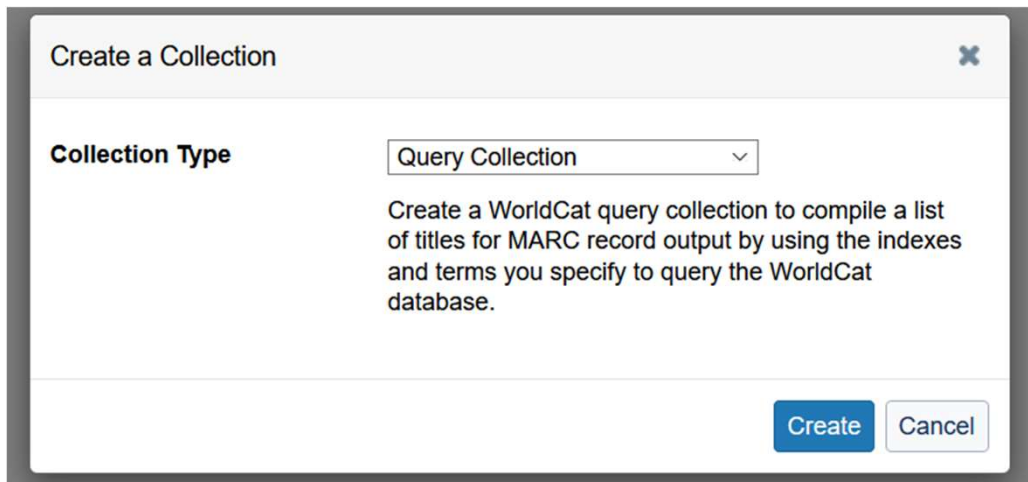 Create a Collection
Collection Type
Query Collection
Create a WorldCat query collection to compile a list
of titles for MARC record output by using the indexes
and terms you specify to query the WorldCat
database.
Create
Cancel